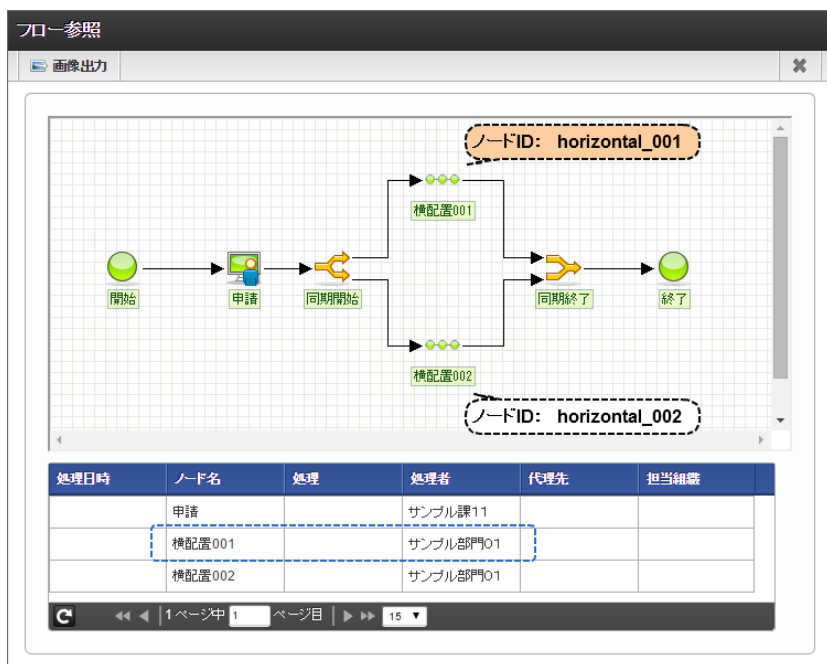 フロー参照
画像出力
ノードID: horizontal_001
横配置001
開始
申請
同期開始
同期終了
終了
横配置002
ノードID: horizontal_002
処理日時 ノード名 処理 処理者 代理先 担当組織
申請 サンプル課11
横配置001 サンプル部門01
横配置002 サンプル部門01
1 ページ中 1 ページ目 15